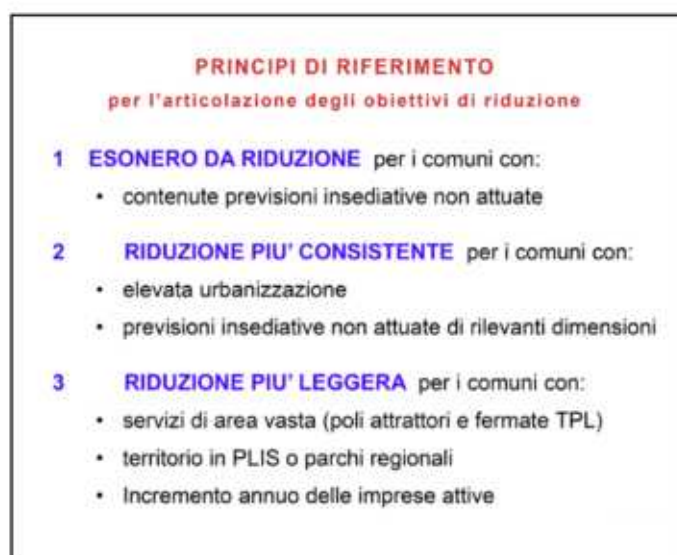 PRINCIPI DI RIFERIMENTO
per l'articolazione degli obiettivi di riduzione
1 ESONERO DA RIDUZIONE per i comuni con:
• contenute previsioni insediative non attuate
2 RIDUZIONE PIU' CONSISTENTE per i comuni con:
• elevata urbanizzazione
• previsioni insediative non attuate di rilevanti dimensioni
3 RIDUZIONE PIU' LEGGERA per i comuni con:
• servizi di area vasta (poli attrattori e fermate TPL)
• territorio in PLIS o parchi regionali
• Incremento annuo delle imprese attive